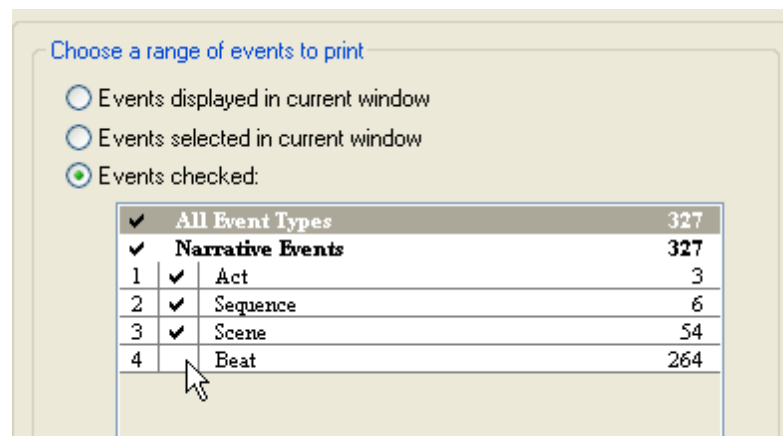 Choose a range of events to print
Events displayed in current window
Events selected in current window
Events checked:
✔ All Event Types 327
✔ Narrative Events 327
1 ✔ Act 3
2 ✔ Sequence 6
3 ✔ Scene 54
4 Beat 264